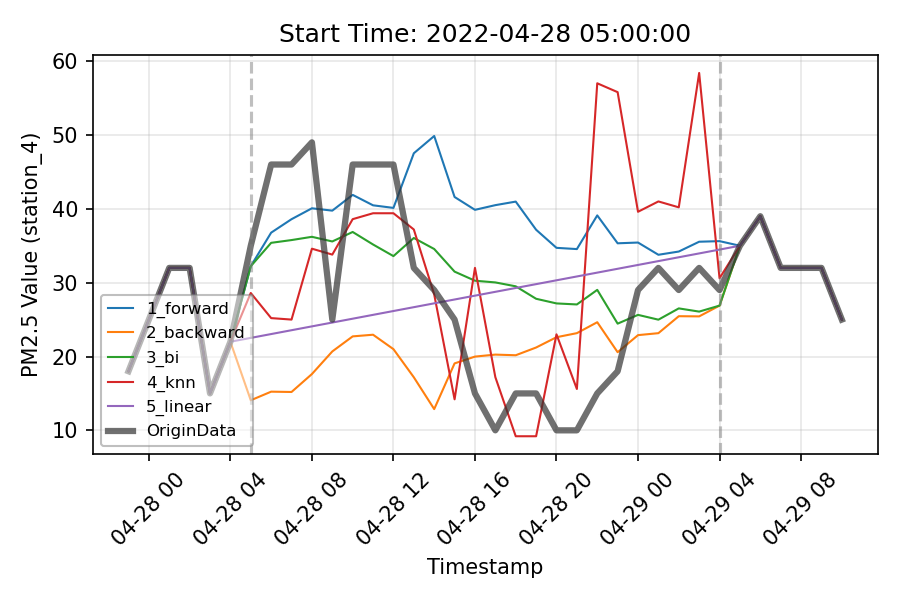 Start Time: 2022-04-28 05:00:00
PM2.5 Value (station_4)
60
50
40
30
20
10
1_forward
2_backward
3_bi
4_knn
5_linear
OriginData
04-28 00
04-28 04
04-28 08
04-28 12
04-28 16
04-28 20
04-29 00
04-29 04
04-29 08
Timestamp